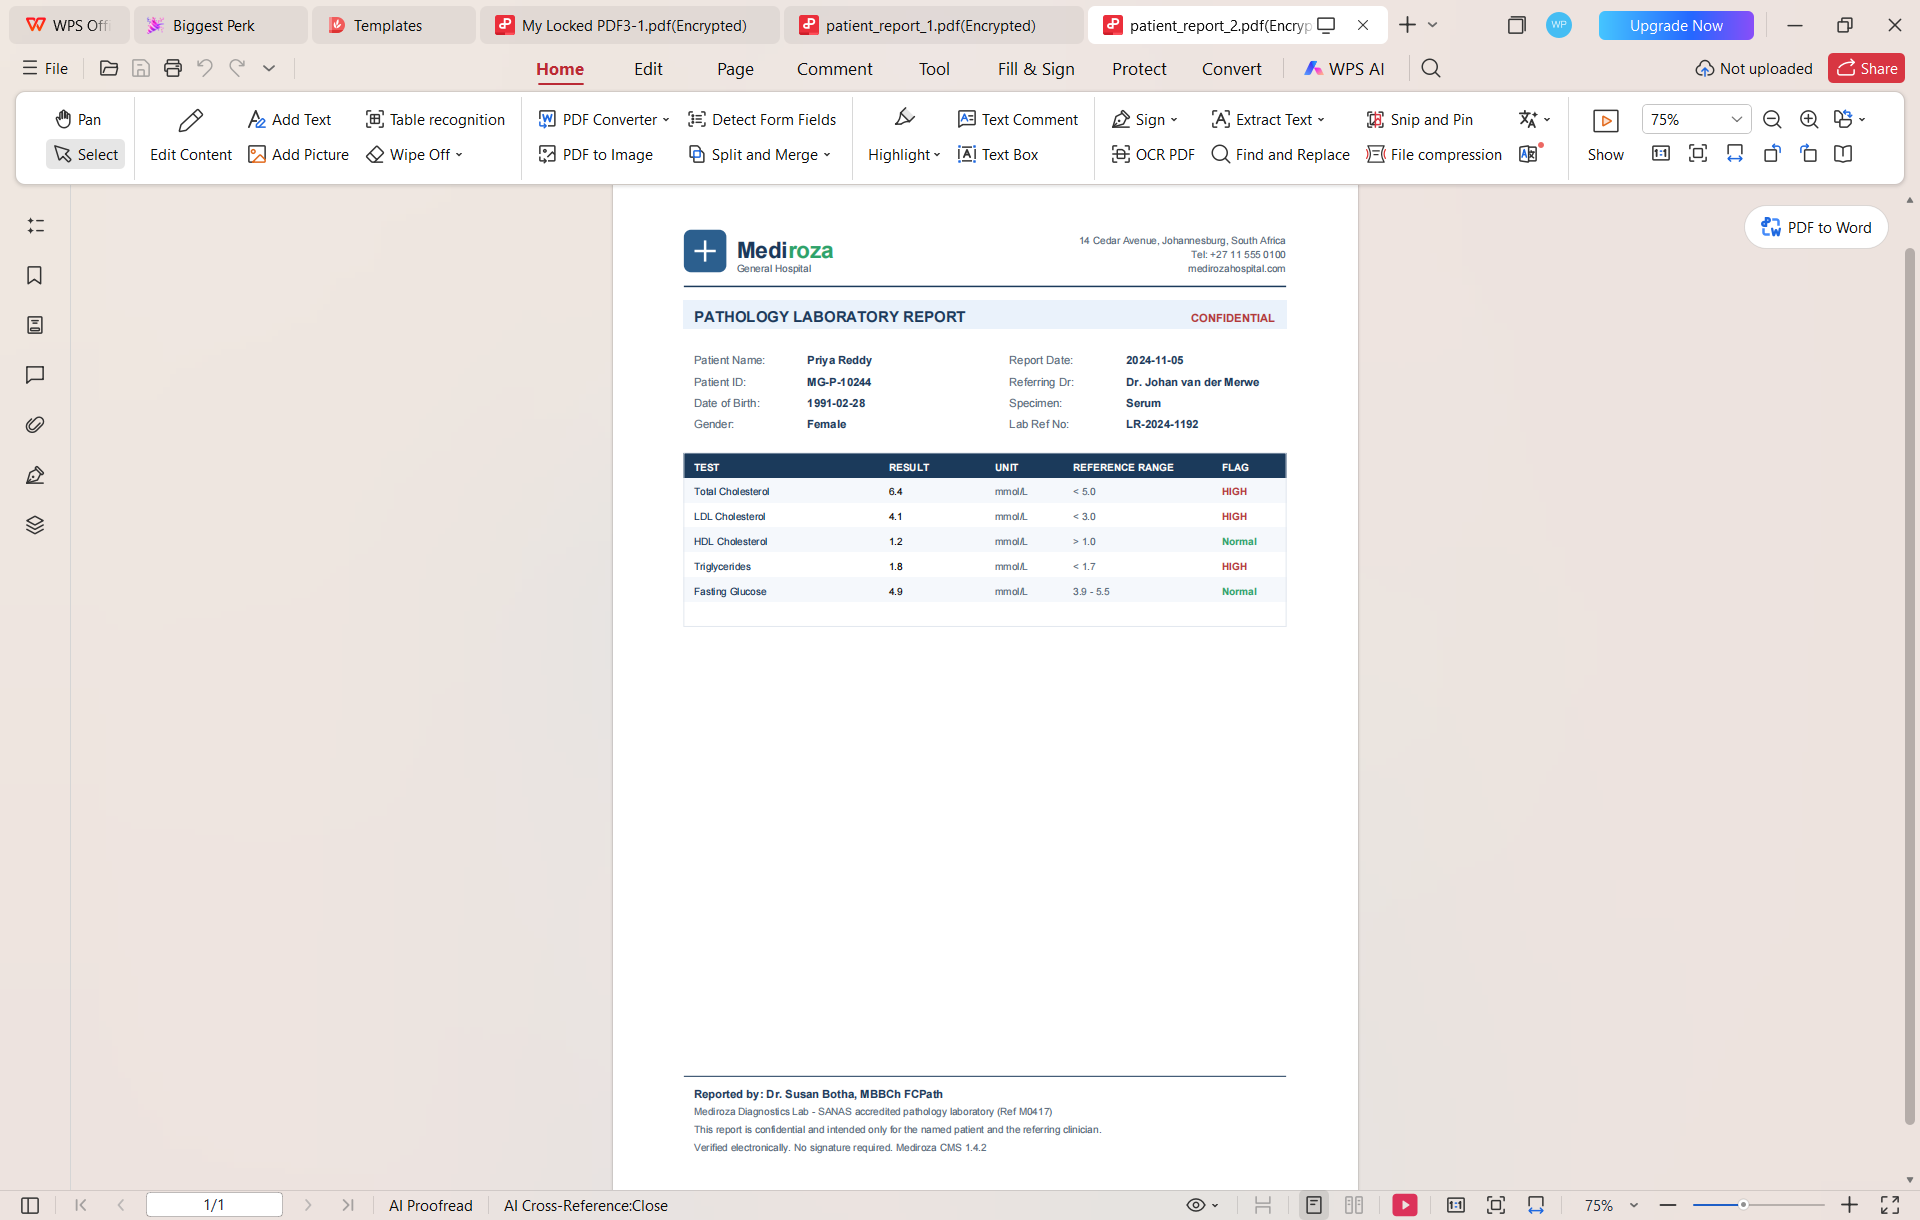 WPS Offi
Biggest Perk
Templates
My Locked PDF3-1.pdf(Encrypted)
patient_report_1.pdf(Encrypted)
patient_report_2.pdf(Encryp
WP
Upgrade Now
File
Home
Edit
Page
Comment
Tool
Fill & Sign
Protect
Convert
WPS AI
Not uploaded
Share
Pan
Select
Edit Content
Add Text
Add Picture
Table recognition
Wipe Off
PDF Converter
PDF to Image
Detect Form Fields
Split and Merge
Highlight
Text Comment
Text Box
Sign
OCR PDF
Extract Text
Find and Replace
Snip and Pin
File compression
Show
75%
PDF to Word
Mediroza
General Hospital
14 Cedar Avenue, Johannesburg, South Africa
Tel: +27 11 555 0100
medirozahospital.com
PATHOLOGY LABORATORY REPORT CONFIDENTIAL
Patient Name: Priya Reddy Report Date: 2024-11-05
Patient ID: MG-P-10244 Referring Dr: Dr. Johan van der Merwe
Date of Birth: 1991-02-28 Specimen: Serum
Gender: Female Lab Ref No: LR-2024-1192
TEST RESULT UNIT REFERENCE RANGE FLAG
Total Cholesterol 6.4 mmol/L < 5.0 HIGH
LDL Cholesterol 4.1 mmol/L < 3.0 HIGH
HDL Cholesterol 1.2 mmol/L > 1.0 Normal
Triglycerides 1.8 mmol/L < 1.7 HIGH
Fasting Glucose 4.9 mmol/L 3.9 - 5.5 Normal
Reported by: Dr. Susan Botha, MBBCh FCPath
Mediroza Diagnostics Lab - SANAS accredited pathology laboratory (Ref M0417)
This report is confidential and intended only for the named patient and the referring clinician.
Verified electronically. No signature required. Mediroza CMS 1.4.2
1/1
AI Proofread
AI Cross-Reference:Close
75%